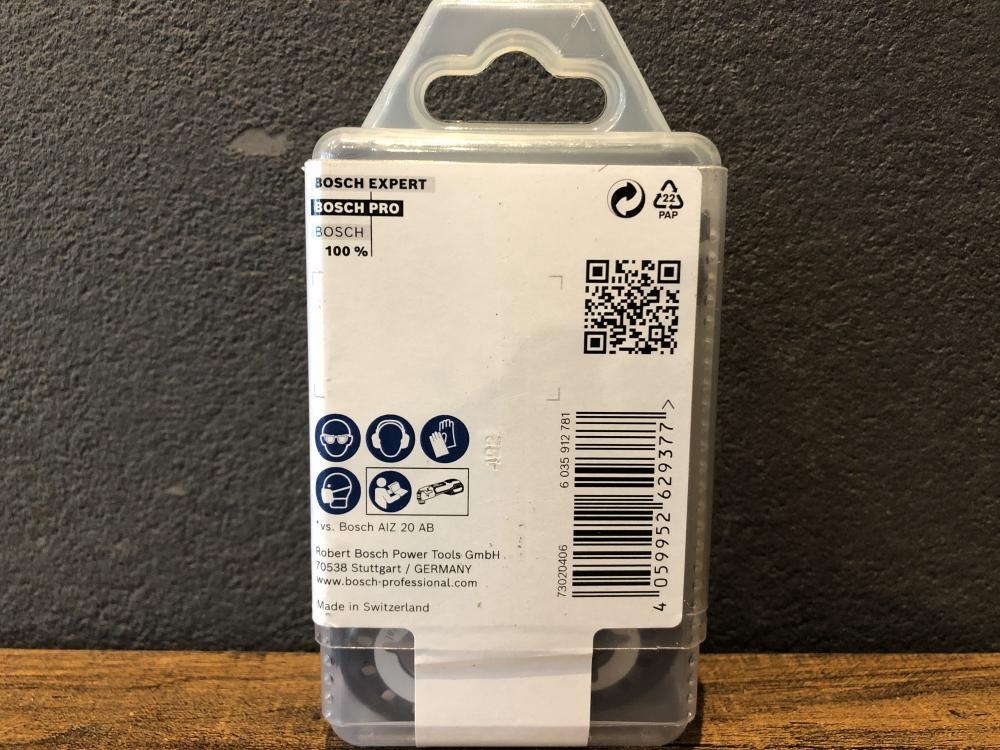 BOSCH EXPERT
BOSCH PRO
BOSCH
100 %
22
PAP
6 035 912 781
73020406
4 059952 629377 >
*vs. Bosch AIZ 20 AB
Robert Bosch Power Tools GmbH
70538 Stuttgart / GERMANY
www.bosch-professional.com
Made in Switzerland